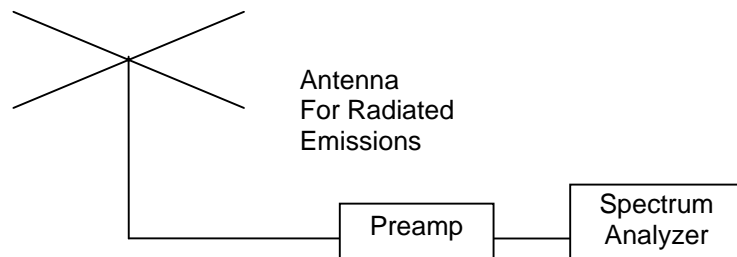 Antenna
For Radiated
Emissions
Preamp
Spectrum
Analyzer